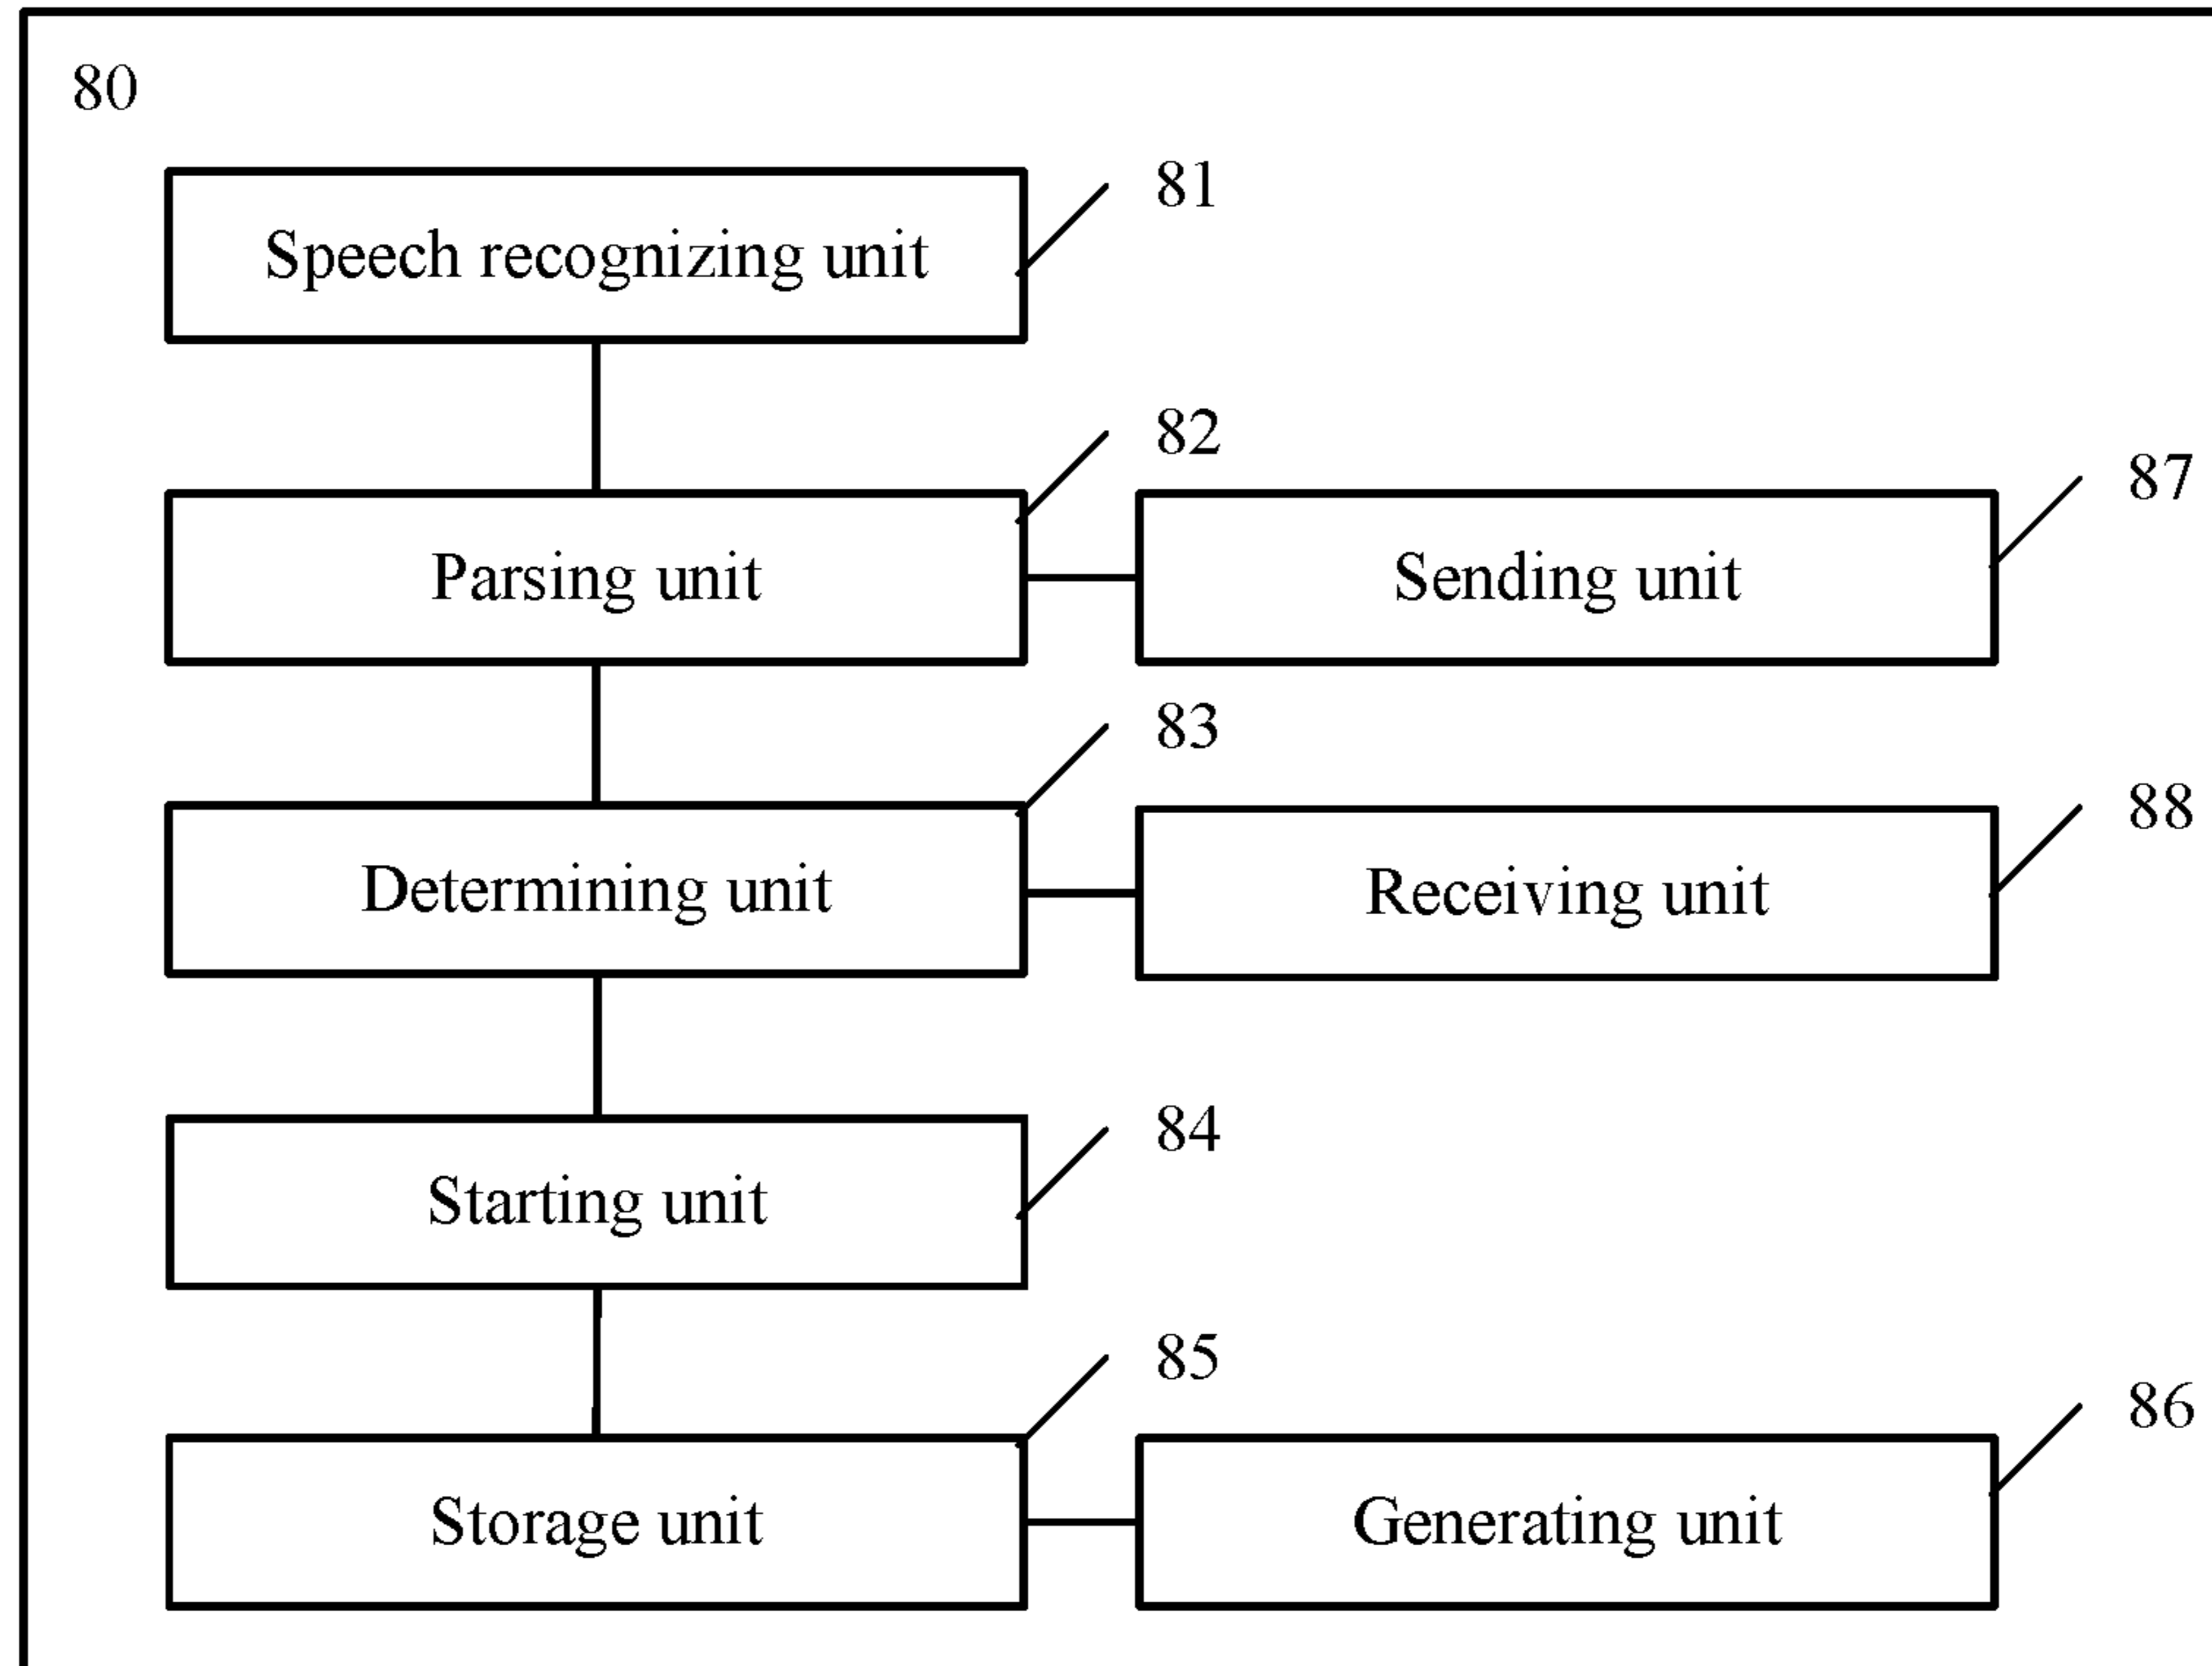 80
81
Speech recognizing unit
82
87
Parsing unit
Sending unit
83
88
Determining unit
Receiving unit
84
Starting unit
85
86
Storage unit
Generating unit